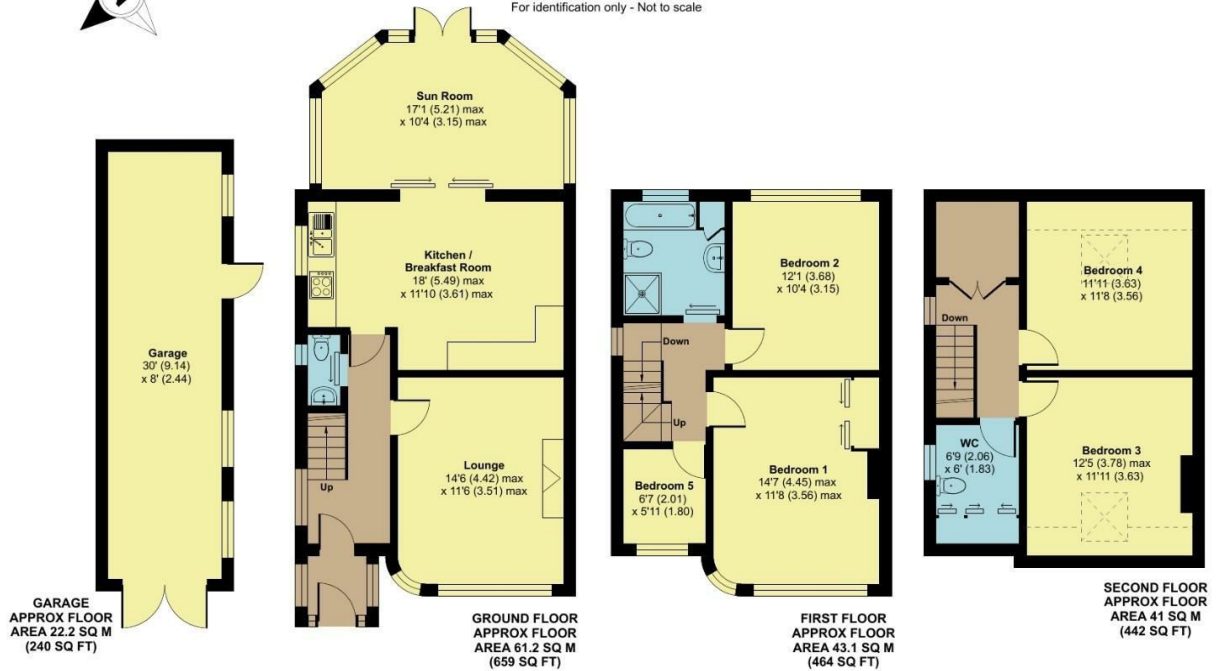 For identification only - Not to scale
Sun Room
17'1 (5.21) max
x 10'4 (3.15) max
Kitchen /
Breakfast Room
18' (5.49) max
x 11'10 (3.61) max
Garage
30' (9.14)
x 8' (2.44)
Lounge
14'6 (4.42) max
x 11'6 (3.51) max
Up
GARAGE
APPROX FLOOR
AREA 22.2 SQ M
(240 SQ FT)
GROUND FLOOR
APPROX FLOOR
AREA 61.2 SQ M
(659 SQ FT)
Bedroom 2
12'1 (3.68)
x 10'4 (3.15)
Down
Up
Bedroom 1
14'7 (4.45) max
x 11'8 (3.56) max
Bedroom 5
6'7 (2.01)
x 5'11 (1.80)
FIRST FLOOR
APPROX FLOOR
AREA 43.1 SQ M
(464 SQ FT)
Bedroom 4
11'11 (3.63)
x 11'8 (3.56)
Down
WC
6'9 (2.06)
x 6' (1.83)
Bedroom 3
12'5 (3.78) max
x 11'11 (3.63)
SECOND FLOOR
APPROX FLOOR
AREA 41 SQ M
(442 SQ FT)